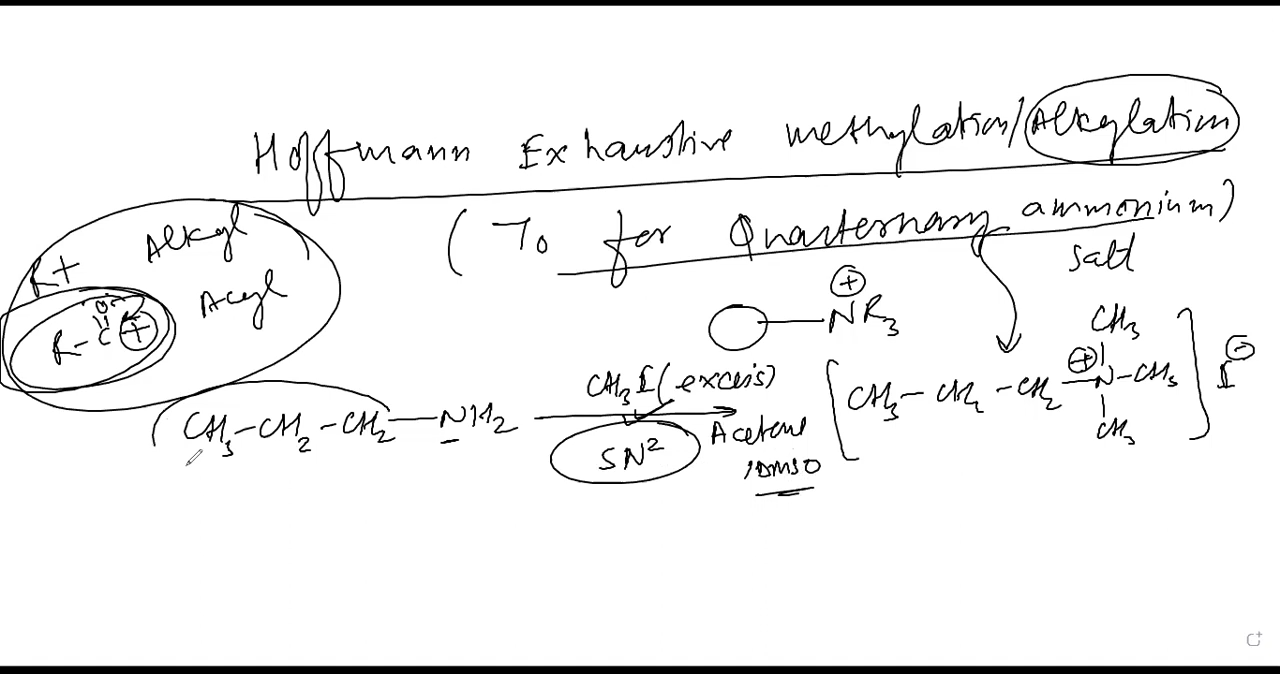 Hoffmann Exhaustive methylation/Alkylation
(To for Quarternary ammonium)
salt
Alkyl
R+
Acyl
O
R-C⊕
⊕
NR3
CH3-CH2-CH2-NH2
CH3I(excess)
SN2
Acetone
/DMSO
CH3
[CH3-CH2-CH2-N⊕-CH3] I⊖
CH3